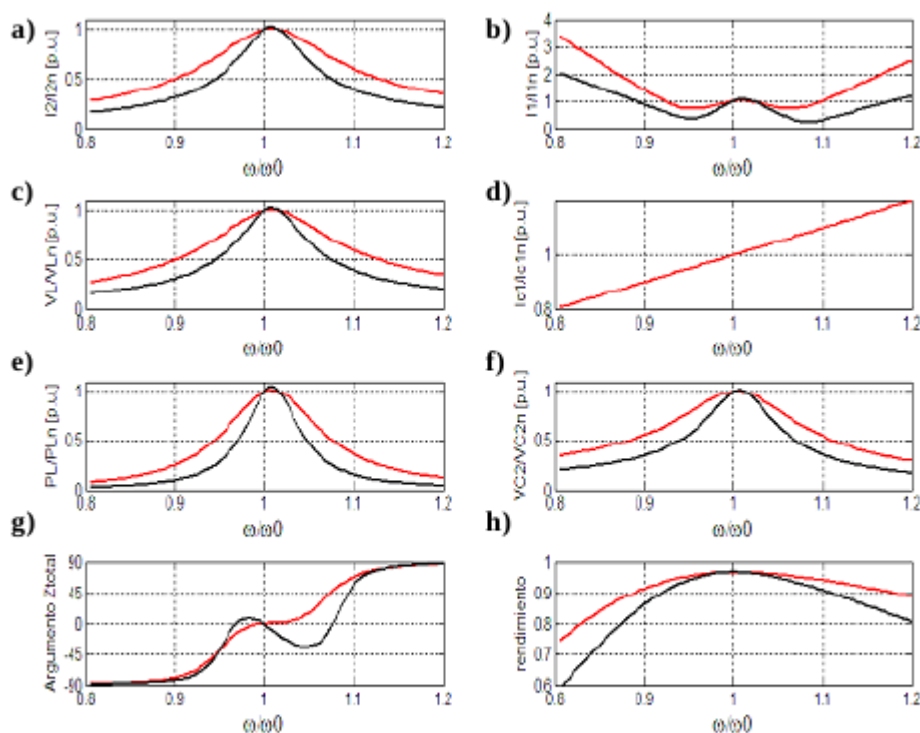 a)
I2/I2n [p.u.]
1
0.5
0
0.8
0.9
1
1.1
1.2
ω/ω0
b)
I1/I1n [p.u.]
4
3
2
1
0
0.8
0.9
1
1.1
1.2
ω/ω0
c)
VL/VLn [p.u.]
1
0.5
0
0.8
0.9
1
1.1
1.2
ω/ω0
d)
Ic1/Ic1n [p.u.]
1
0.8
0.8
0.9
1
1.1
1.2
ω/ω0
e)
PL/PLn [p.u.]
1
0.5
0
0.8
0.9
1
1.1
1.2
ω/ω0
f)
VC2/VC2n [p.u.]
1
0.5
0
0.8
0.9
1
1.1
1.2
ω/ω0
g)
Argumento Ztotal
90
45
0
-45
-90
0.8
0.9
1
1.1
1.2
ω/ω0
h)
rendimiento
1
0.9
0.8
0.7
0.6
0.8
0.9
1
1.1
1.2
ω/ω0